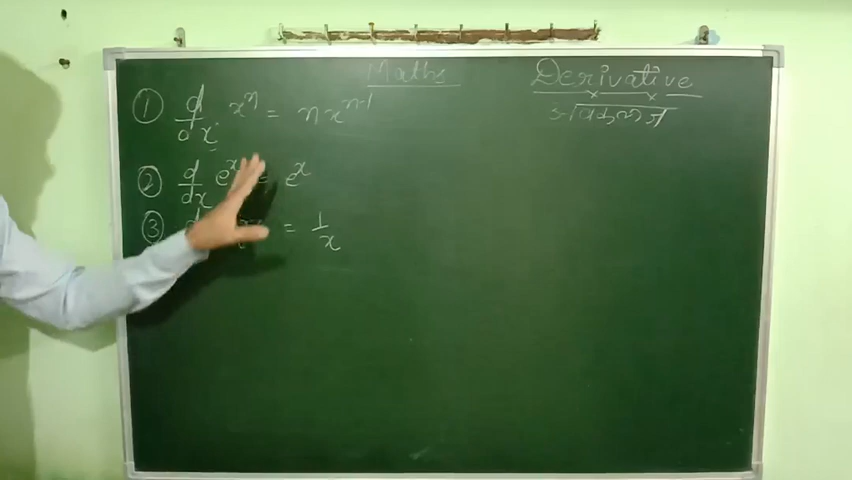 Maths
Derivative
अवकलन
① d/dx xⁿ = nxⁿ⁻¹
② d/dx eˣ = eˣ
③ = 1/x